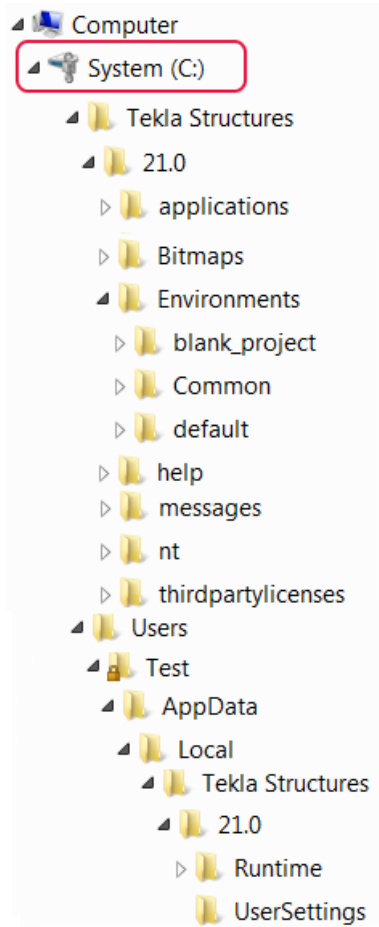 Computer
System (C:)
Tekla Structures
21.0
applications
Bitmaps
Environments
blank_project
Common
default
help
messages
nt
thirdpartylicenses
Users
Test
AppData
Local
Tekla Structures
21.0
Runtime
UserSettings